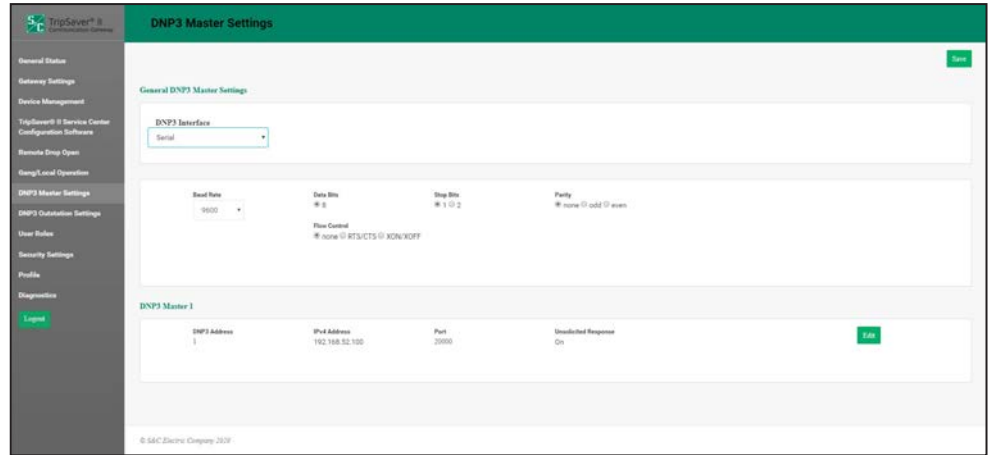 S&C TripSaver® II
Communication Gateway
DNP3 Master Settings
General Status
Gateway Settings
Device Management
TripSaver® II Service Center
Configuration Software
Remote Drop Open
Gang/Local Operation
DNP3 Master Settings
DNP3 Outstation Settings
User Roles
Security Settings
Profile
Diagnostics
Logout
Save
General DNP3 Master Settings
DNP3 Interface
Serial
Baud Rate Data Bits Stop Bits Parity
9600 8 1 2 none odd even
Flow Control
none RTS/CTS XON/XOFF
DNP3 Master 1
DNP3 Address IPv4 Address Port Unsolicited Response
1 192.168.52.100 20000 On
Edit
© S&C Electric Company 2020